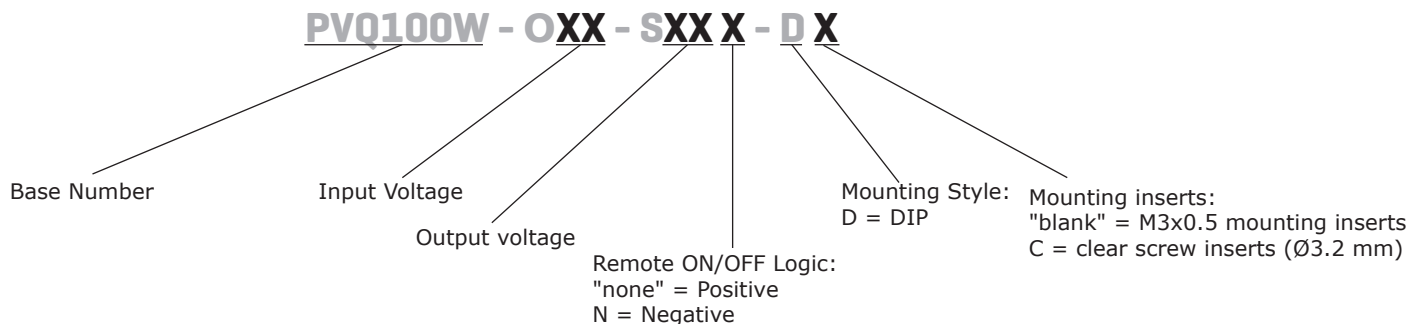 PVQ100W - OXX - SXX X - D X
Base Number
Input Voltage
Output voltage
Remote ON/OFF Logic:
"none" = Positive
N = Negative
Mounting Style:
D = DIP
Mounting inserts:
"blank" = M3x0.5 mounting inserts
C = clear screw inserts (Ø3.2 mm)